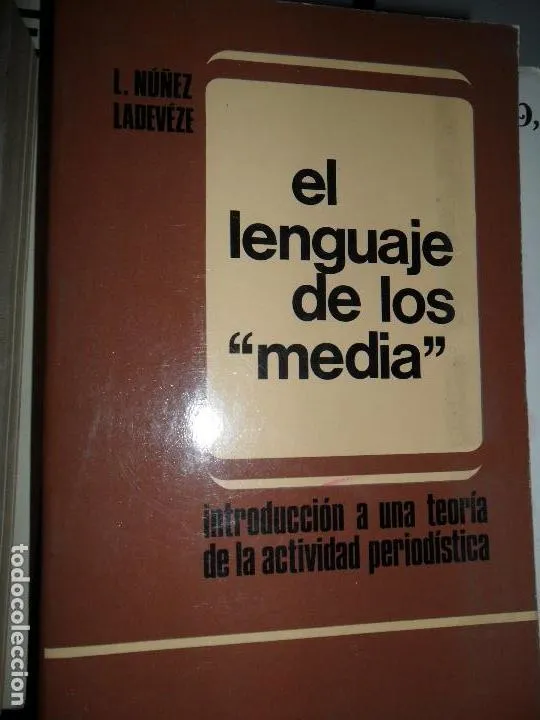 L. NÚÑEZ
LADEVÉZE
el
lenguaje
de los
“media”
introducción a una teoría
de la actividad periodística
todocoleccion